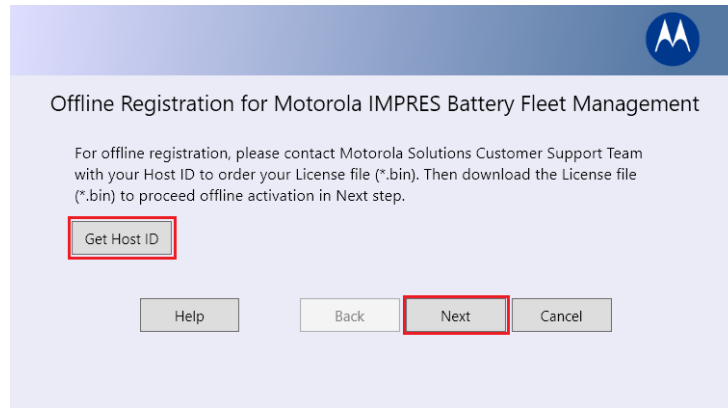 Offline Registration for Motorola IMPRES Battery Fleet Management
For offline registration, please contact Motorola Solutions Customer Support Team
with your Host ID to order your License file (*.bin). Then download the License file
(*.bin) to proceed offline activation in Next step.
Get Host ID
Help Back Next Cancel